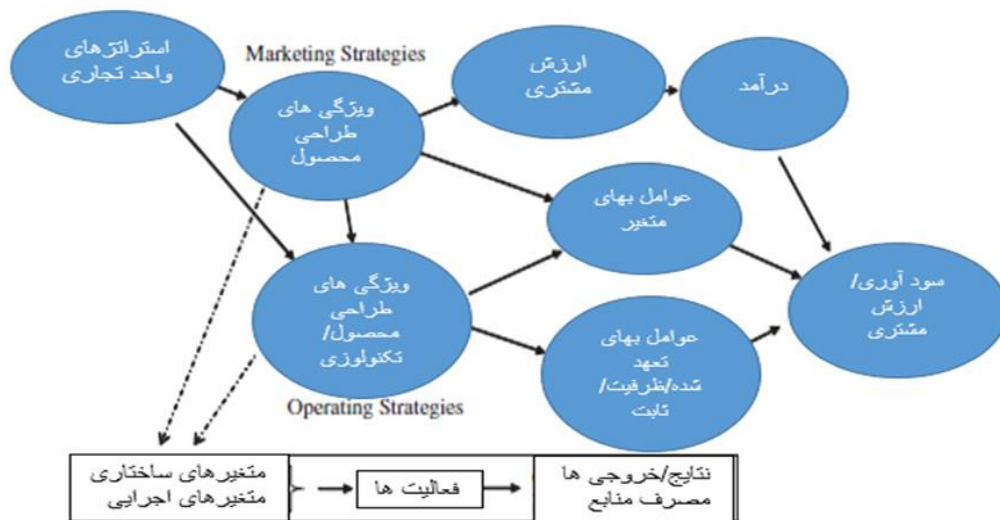 استراتژهای
واحد تجاری
Marketing Strategies
ویژگی های
طراحی
محصول
ارزش
مشتری
درآمد
عوامل بهای
متغیر
ویژگی های
طراحی
محصول/
تکنولوژی
Operating Strategies
عوامل بهای
تعهد
شده/ظرفیت/
ثابت
سود آوری/
ارزش
مشتری
متغیرهای ساختاری
متغیرهای اجرایی
فعالیت ها
نتایج/خروجی ها
مصرف منابع